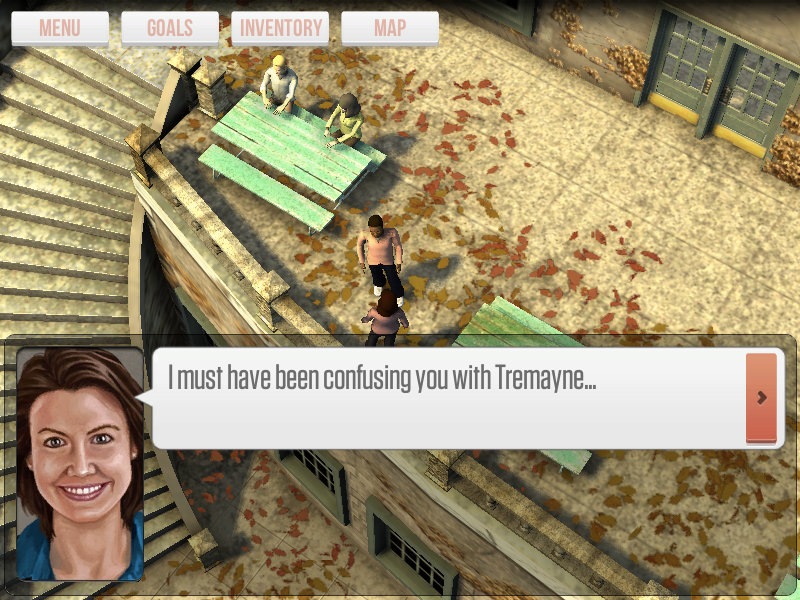 MENU
GOALS
INVENTORY
MAP
I must have been confusing you with Tremayne...